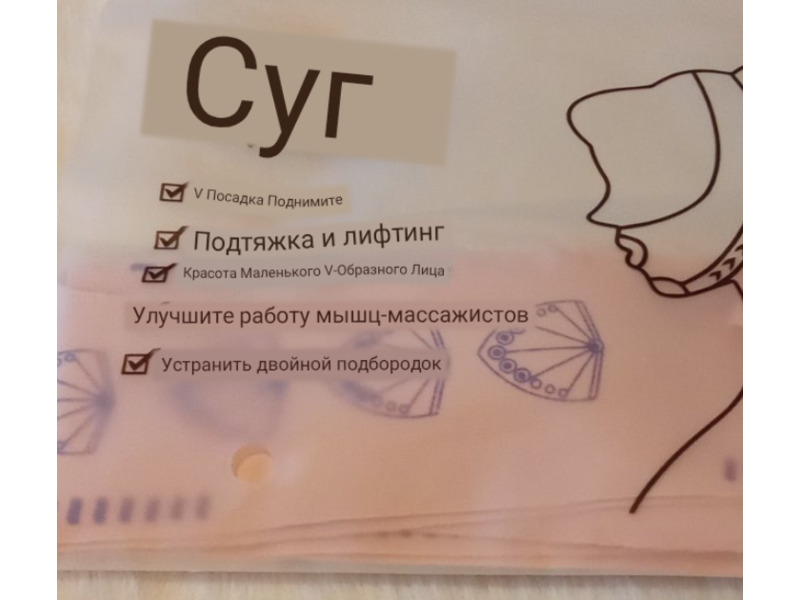 Суг
V Посадка Поднимите
Подтяжка и лифтинг
Красота Маленького V-Образного Лица
Улучшите работу мышц-массажистов
Устранить двойной подбородок